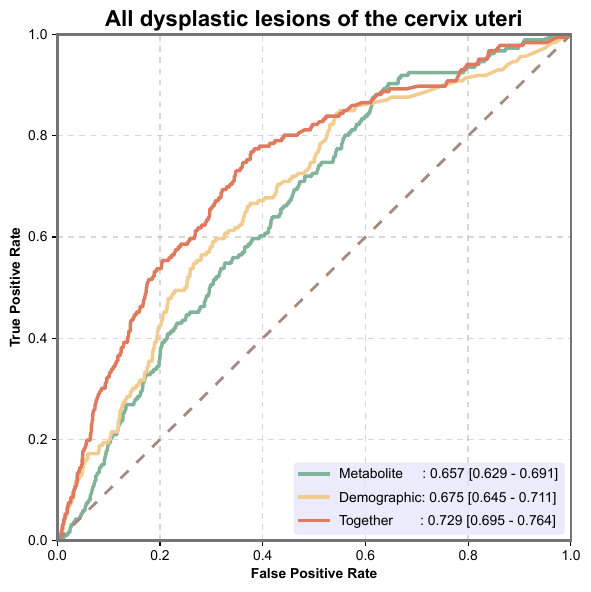 All dysplastic lesions of the cervix uteri
True Positive Rate
1.0
0.8
0.6
0.4
0.2
0.0
Metabolite : 0.657 [0.629 - 0.691]
Demographic: 0.675 [0.645 - 0.711]
Together : 0.729 [0.695 - 0.764]
0.0 0.2 0.4 0.6 0.8 1.0
False Positive Rate